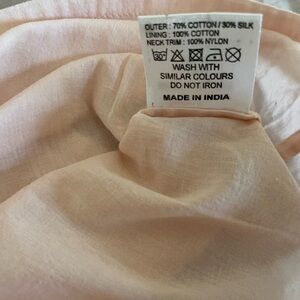 OUTER : 70% COTTON / 30% SILK
LINING : 100% COTTON
NECK TRIM : 100% NYLON
WASH WITH
SIMILAR COLOURS
DO NOT IRON
MADE IN INDIA